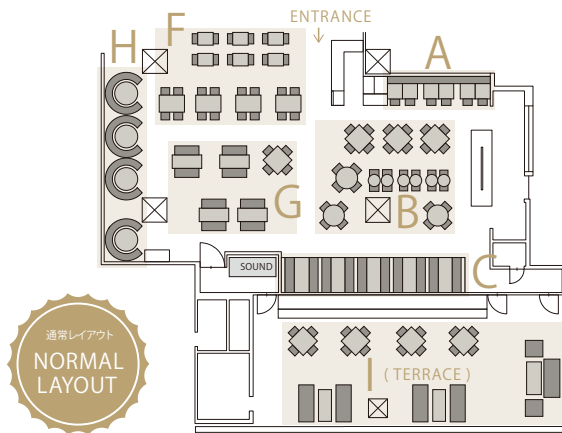 ENTRANCE
H
F
A
G
B
C
SOUND
I
( TERRACE )
通常レイアウト
NORMAL
LAYOUT